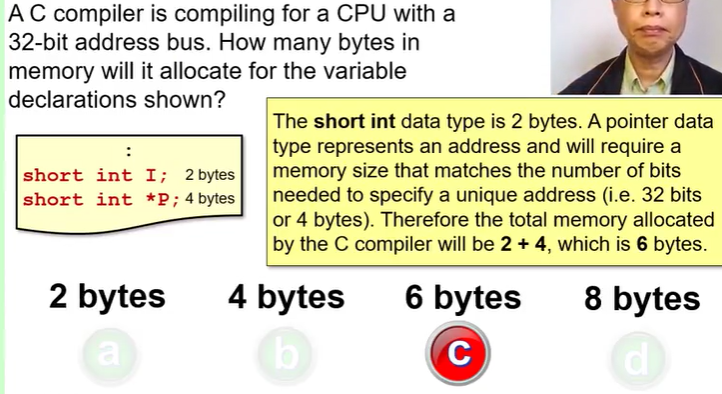 A C compiler is compiling for a CPU with a
32-bit address bus. How many bytes in
memory will it allocate for the variable
declarations shown?
:
short int I; 2 bytes
short int *P; 4 bytes
The short int data type is 2 bytes. A pointer data
type represents an address and will require a
memory size that matches the number of bits
needed to specify a unique address (i.e. 32 bits
or 4 bytes). Therefore the total memory allocated
by the C compiler will be 2 + 4, which is 6 bytes.
2 bytes 4 bytes 6 bytes 8 bytes
a b c d